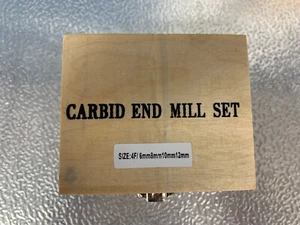 CARBID END MILL SET
SIZE:4F/ 6mm8mm10mm12mm